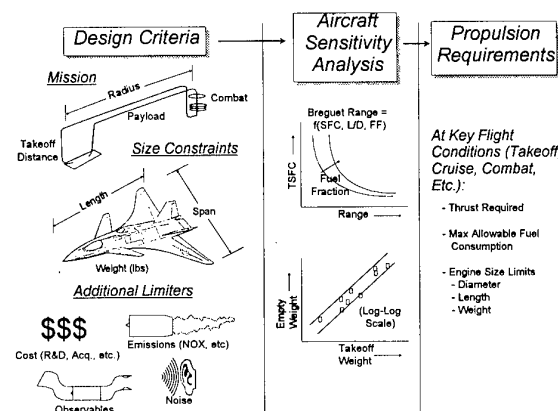 Design Criteria
Mission
Radius
Combat
Payload
Takeoff
Distance
Size Constraints
Length
Span
Weight (lbs)
Additional Limiters
$$$
Cost (R&D, Acq., etc.)
Emissions (NOX, etc)
Observables
Noise
Aircraft
Sensitivity
Analysis
Breguet Range =
f(SFC, L/D, FF)
TSFC
Fuel
Fraction
Range
Empty
Weight
(Log-Log
Scale)
Takeoff
Weight
Propulsion
Requirements
At Key Flight
Conditions (Takeoff
Cruise, Combat,
Etc.):
- Thrust Required
- Max Allowable Fuel
Consumption
- Engine Size Limits
- Diameter
- Length
- Weight